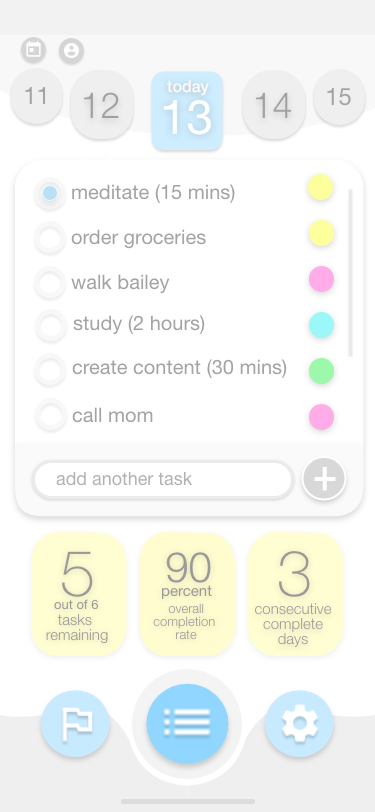 today
11 12 13 14 15
meditate (15 mins)
order groceries
walk bailey
study (2 hours)
create content (30 mins)
call mom
add another task
5
out of 6
tasks
remaining
90
percent
overall
completion
rate
3
consecutive
complete
days